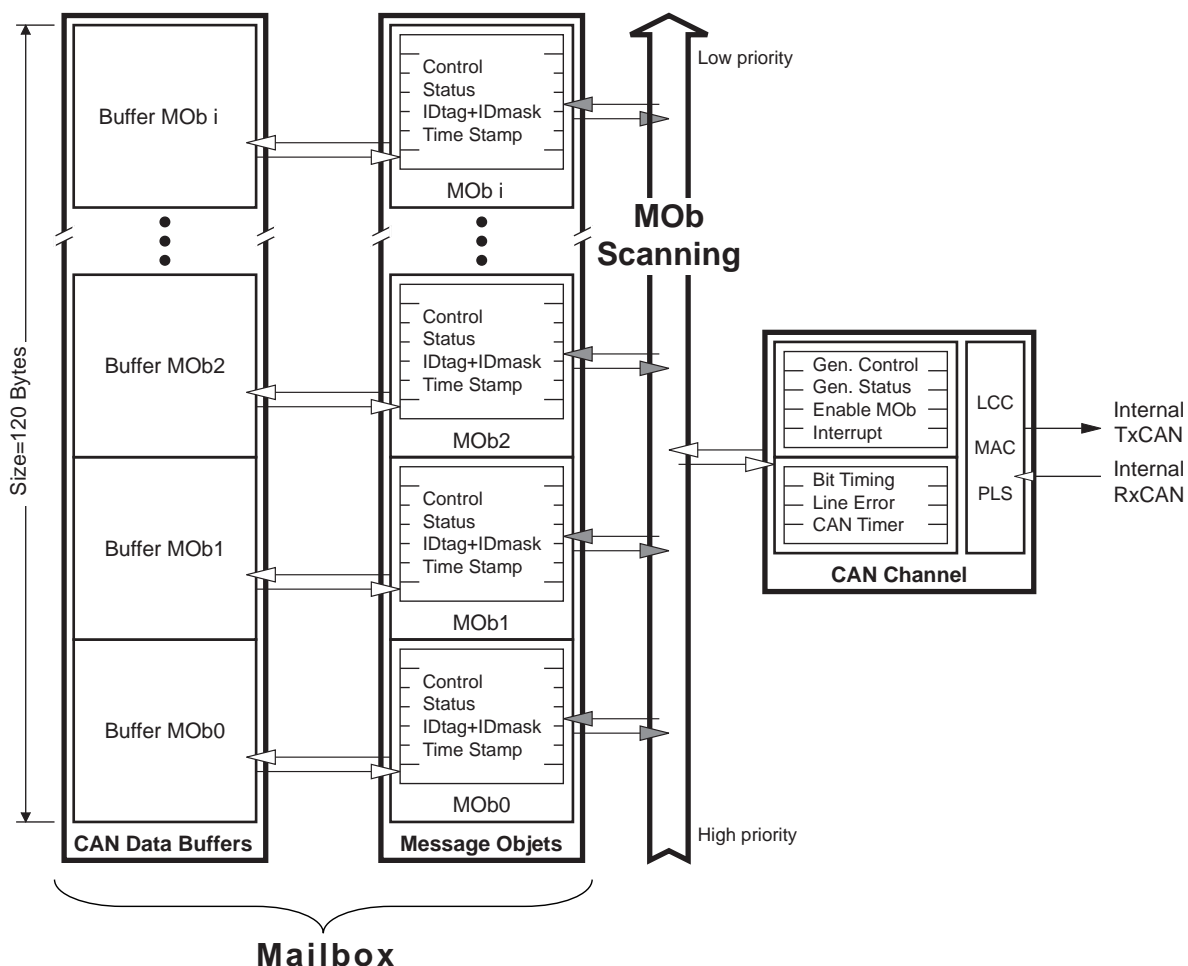 Low priority
Control
Status
IDtag+IDmask
Time Stamp
Buffer MOb i
MOb i
MOb
Scanning
Control
Status
IDtag+IDmask
Time Stamp
Buffer MOb2
MOb2
Size=120 Bytes
Gen. Control
Gen. Status
Enable MOb
Interrupt
Bit Timing
Line Error
CAN Timer
LCC
MAC
PLS
CAN Channel
Internal
TxCAN
Internal
RxCAN
Control
Status
IDtag+IDmask
Time Stamp
Buffer MOb1
MOb1
Control
Status
IDtag+IDmask
Time Stamp
Buffer MOb0
MOb0
High priority
CAN Data Buffers
Message Objets
Mailbox